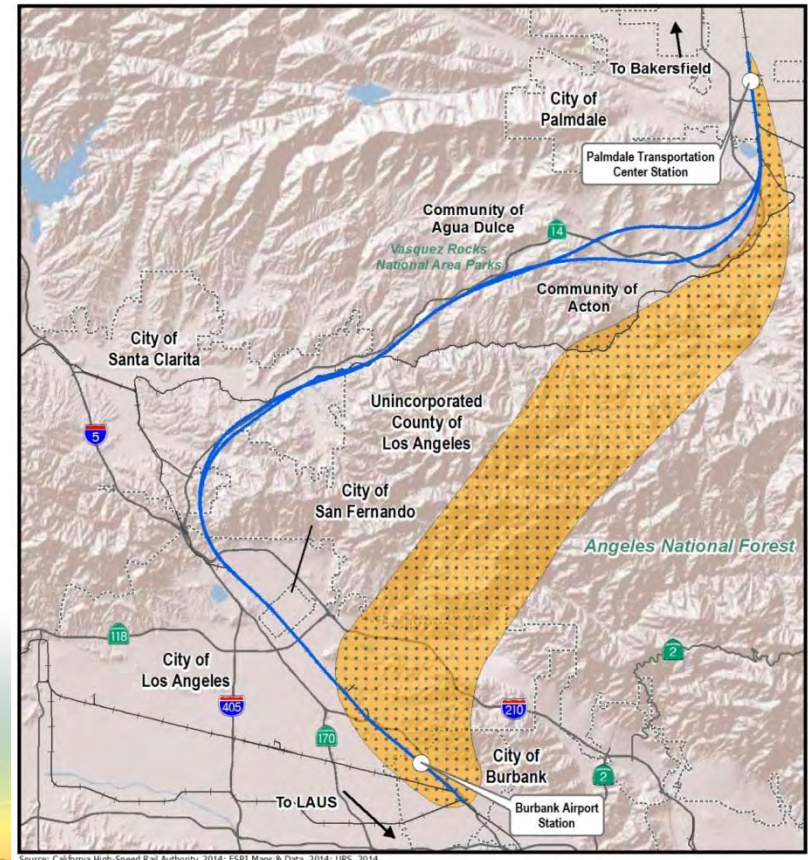 To Bakersfield
City of
Palmdale
Palmdale Transportation
Center Station
Community of
Agua Dulce
14
Vasquez Rocks
National Area Parks
Community of
Acton
City of
Santa Clarita
Unincorporated
County of
Los Angeles
5
City of
San Fernando
Angeles National Forest
118
2
City of
Los Angeles
405
210
170
City of
Burbank
2
To LAUS
Burbank Airport
Station
Source: California High-Speed Rail Authority, 2014; ESRI Maps & Data, 2014; URS, 2014